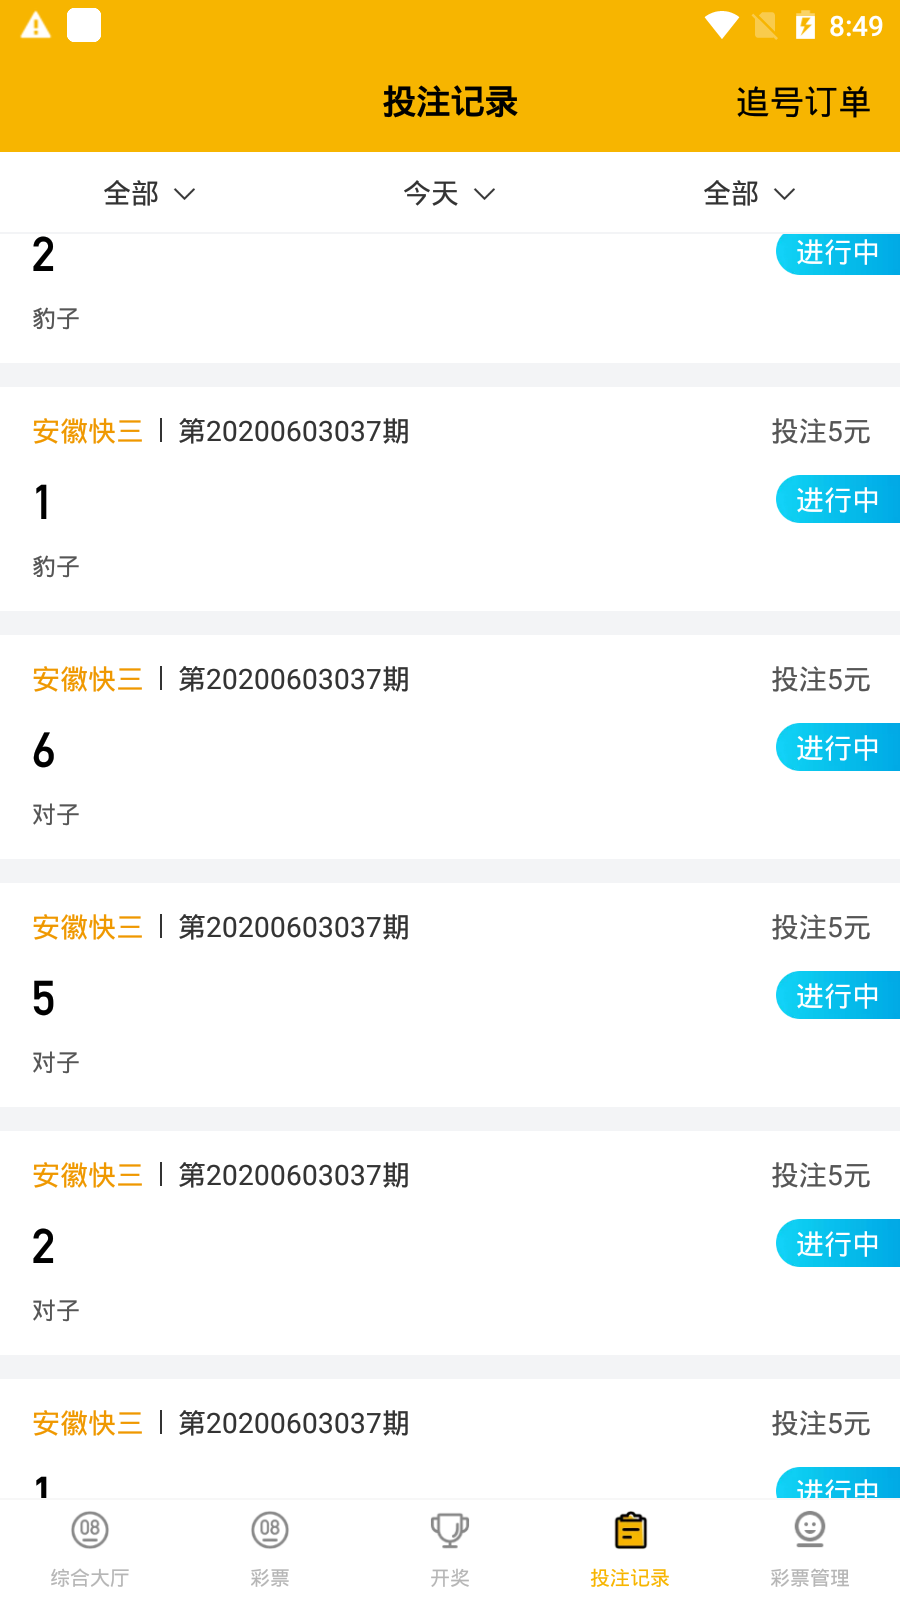 8:49
投注记录 追号订单
全部 今天 全部
2 进行中
豹子
安徽快三 | 第20200603037期 投注5元
1 进行中
豹子
安徽快三 | 第20200603037期 投注5元
6 进行中
对子
安徽快三 | 第20200603037期 投注5元
5 进行中
对子
安徽快三 | 第20200603037期 投注5元
2 进行中
对子
安徽快三 | 第20200603037期 投注5元
1 进行中
08 08
综合大厅 彩票 开奖 投注记录 彩票管理